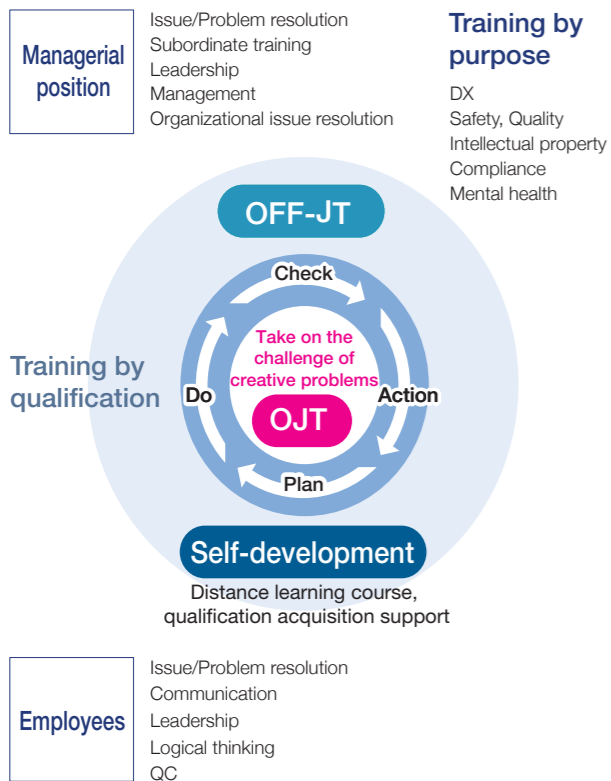 Managerial
position
Issue/Problem resolution
Subordinate training
Leadership
Management
Organizational issue resolution
Training by
purpose
DX
Safety, Quality
Intellectual property
Compliance
Mental health
OFF-JT
Check
Take on the
challenge of
creative problems
OJT
Training by
qualification
Do
Action
Plan
Self-development
Distance learning course,
qualification acquisition support
Employees
Issue/Problem resolution
Communication
Leadership
Logical thinking
QC